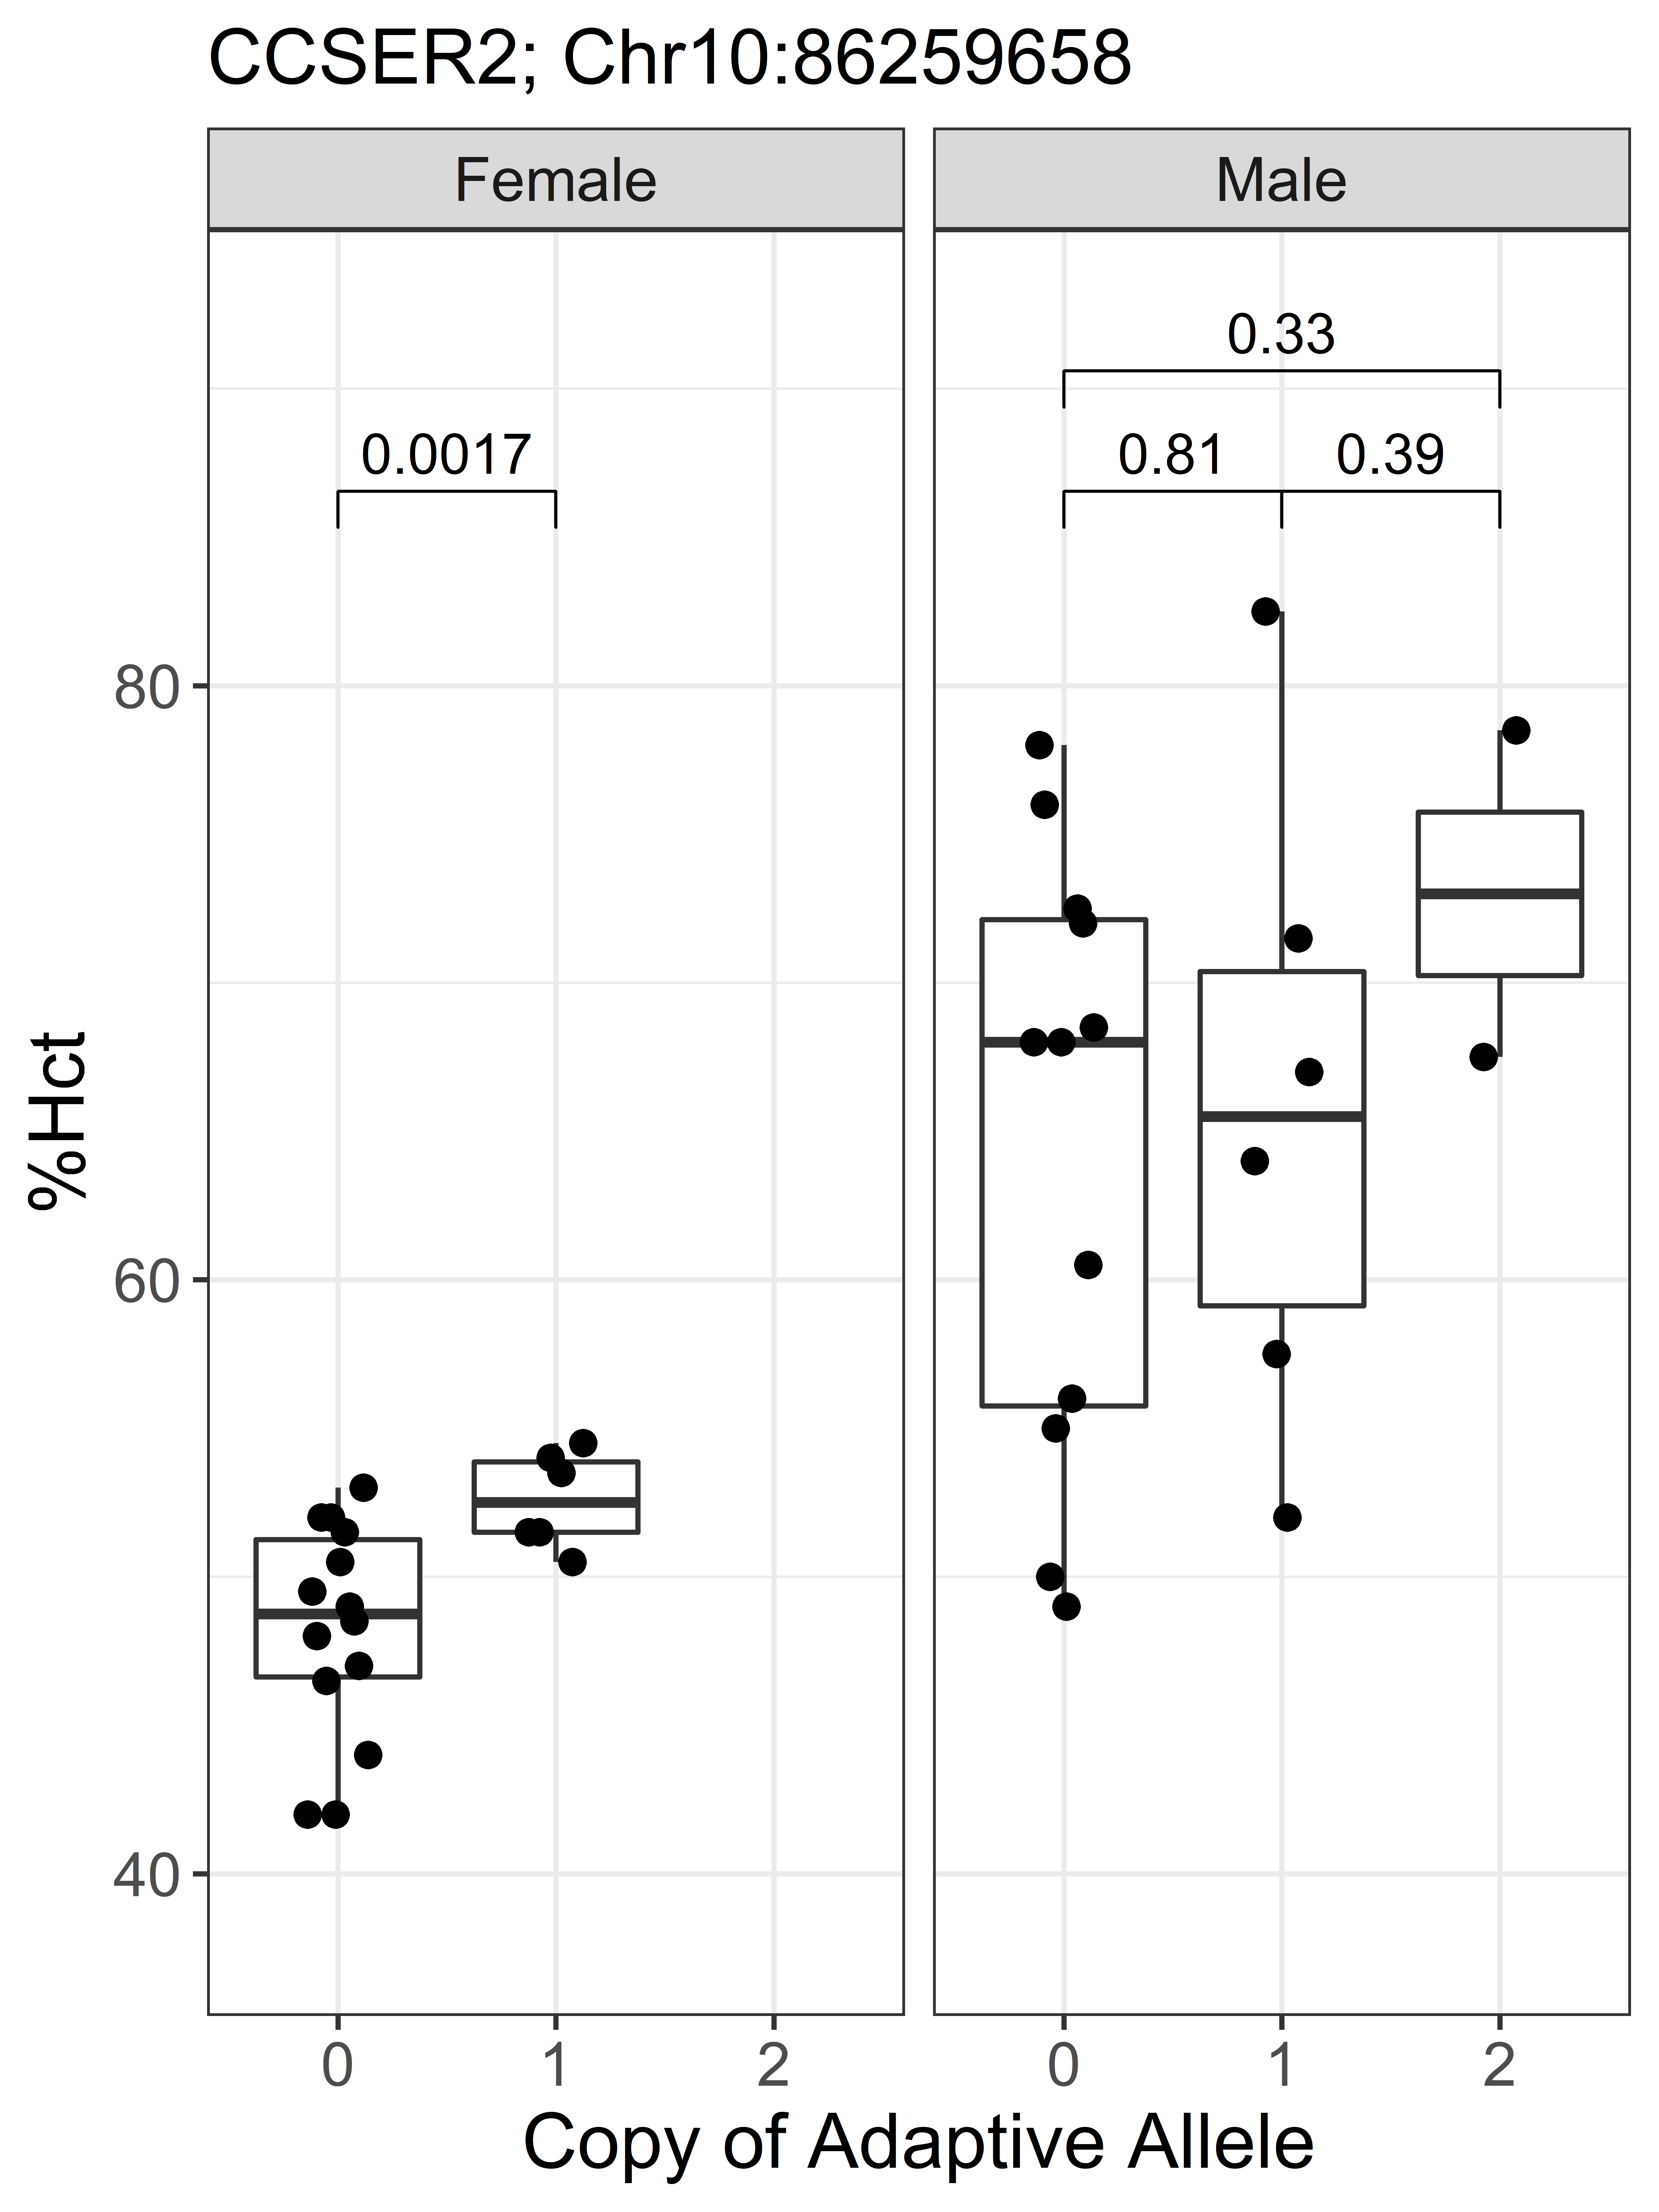 CCSER2; Chr10:86259658
Female
Male
0.33
0.0017
0.81
0.39
80
60
40
%Hct
0 1 2
0 1 2
Copy of Adaptive Allele